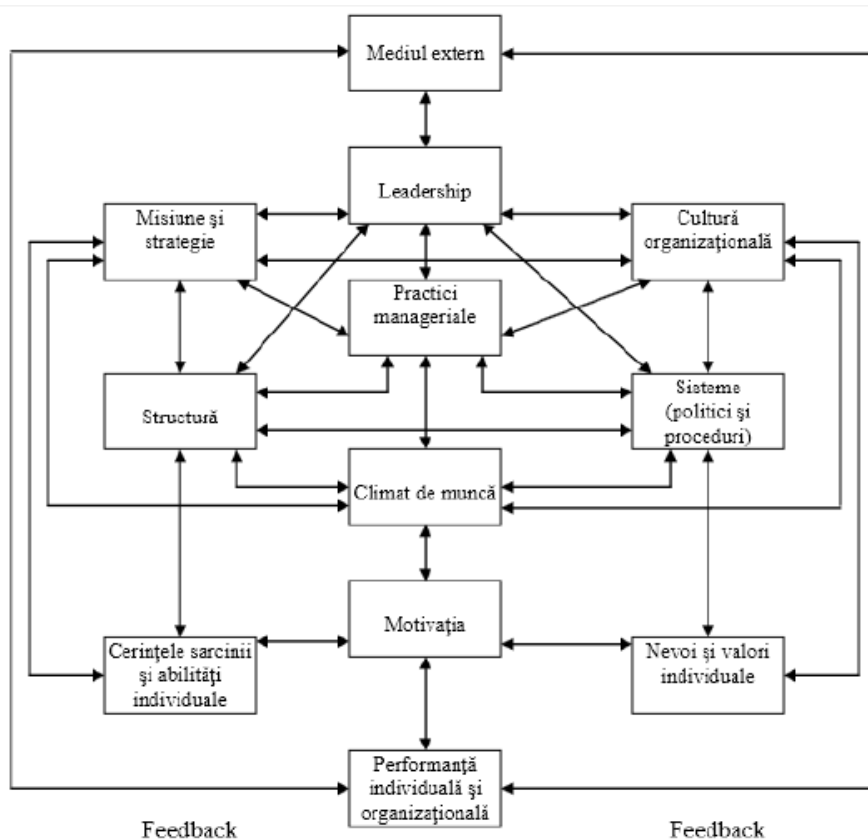 Mediul extern
Leadership
Misiune şi
strategie
Cultură
organizaţională
Practici
manageriale
Structură
Sisteme
(politici şi
proceduri)
Climat de muncă
Motivaţia
Cerinţele sarcinii
şi abilităţi
individuale
Nevoi şi valori
individuale
Performanţă
individuală şi
organizaţională
Feedback
Feedback